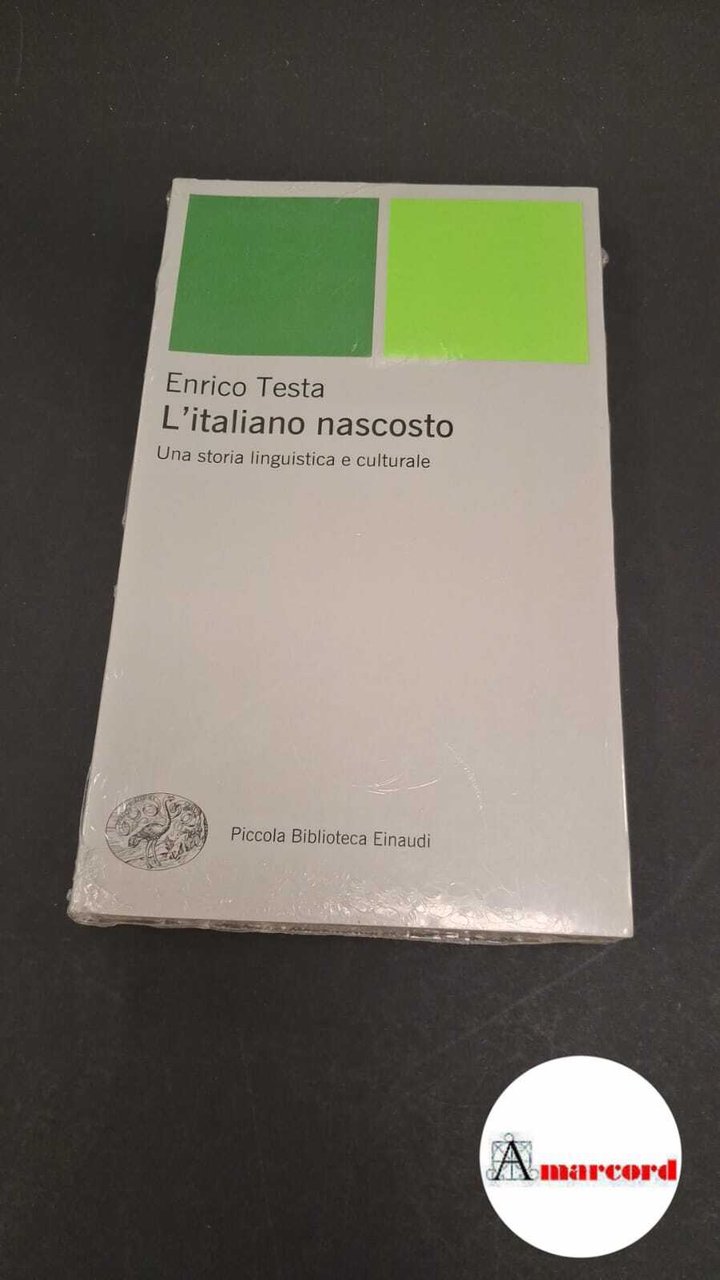 Enrico Testa
L'italiano nascosto
Una storia linguistica e culturale
Piccola Biblioteca Einaudi
Amarcord